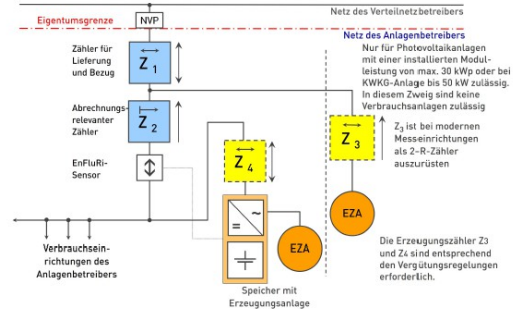 Netz des Verteilnetzbetreibers
Eigentumsgrenze
NVP
Netz des Anlagenbetreibers
Zähler für
Lieferung
und Bezug
Z1
Nur für Photovoltaikanlagen
mit einer installierten Modul-
leistung von max. 30 kWp oder bei
KWKG-Anlage bis 50 kW zulässig.
In diesem Zweig sind keine
Verbrauchsanlagen zulässig
Abrechnungs-
relevanter
Zähler
Z2
Z3
Z3 ist bei modernen
Messeinrichtungen
als 2-R-Zähler
auszurüsten
EnFluRi-
Sensor
Z4
~
=
EZA
EZA
Verbrauchsein-
richtungen des
Anlagenbetreibers
Die Erzeugungszähler Z3
und Z4 sind entsprechend
den Vergütungsregelungen
erforderlich.
Speicher mit
Erzeugungsanlage